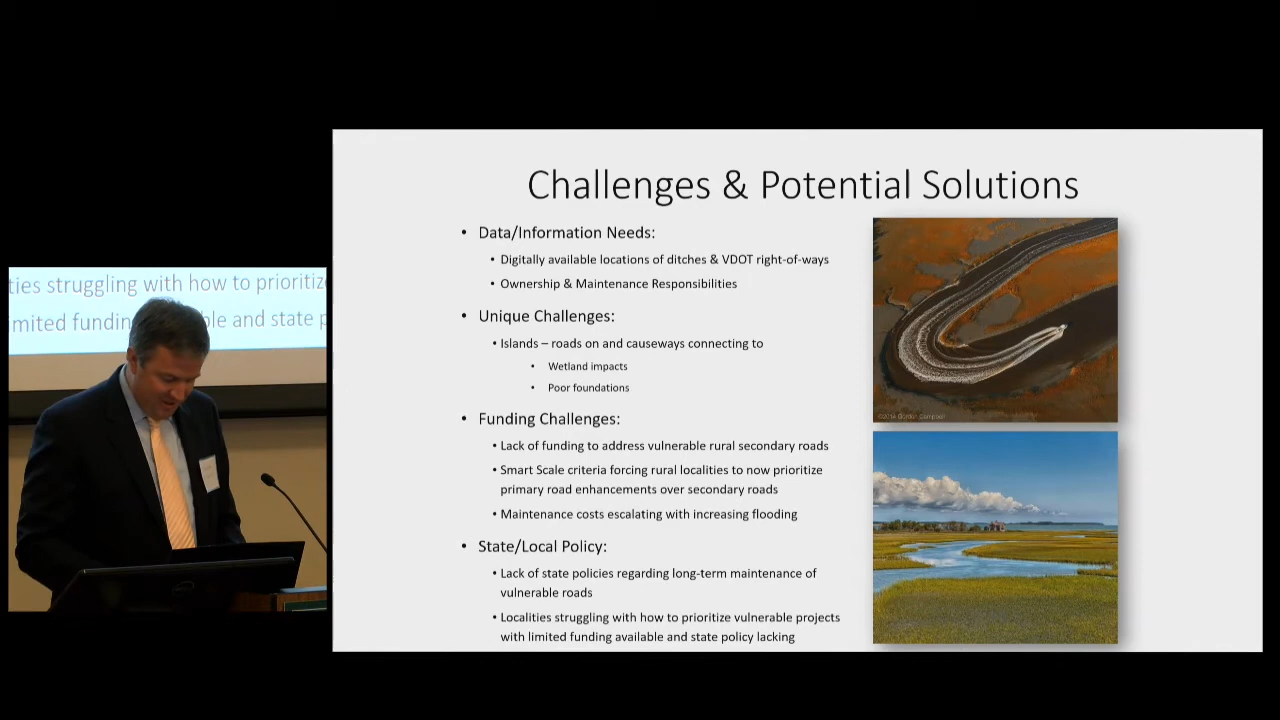 Challenges & Potential Solutions
• Data/Information Needs:
• Digitally available locations of ditches & VDOT right-of-ways
• Ownership & Maintenance Responsibilities
• Unique Challenges:
• Islands – roads on and causeways connecting to
• Wetland impacts
• Poor foundations
• Funding Challenges:
• Lack of funding to address vulnerable rural secondary roads
• Smart Scale criteria forcing rural localities to now prioritize
primary road enhancements over secondary roads
• Maintenance costs escalating with increasing flooding
• State/Local Policy:
• Lack of state policies regarding long-term maintenance of
vulnerable roads
• Localities struggling with how to prioritize vulnerable projects
with limited funding available and state policy lacking
©2014 Gordon Campbell
ties struggling with how to prioritiz
mited fundin ble and state p